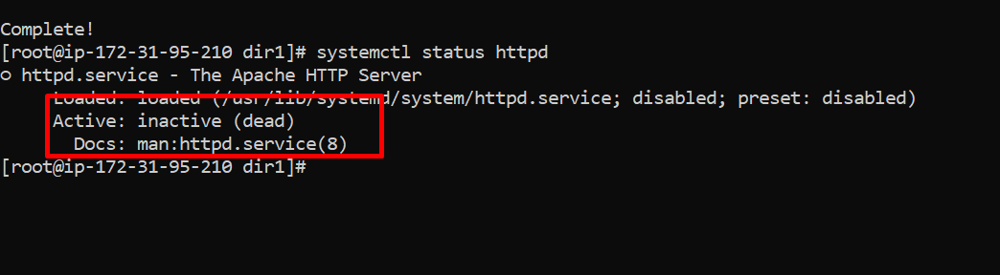 Complete!
[root@ip-172-31-95-210 dir1]# systemctl status httpd
○ httpd.service - The Apache HTTP Server
     Loaded: loaded (/usr/lib/systemd/system/httpd.service; disabled; preset: disabled)
     Active: inactive (dead)
       Docs: man:httpd.service(8)
[root@ip-172-31-95-210 dir1]#